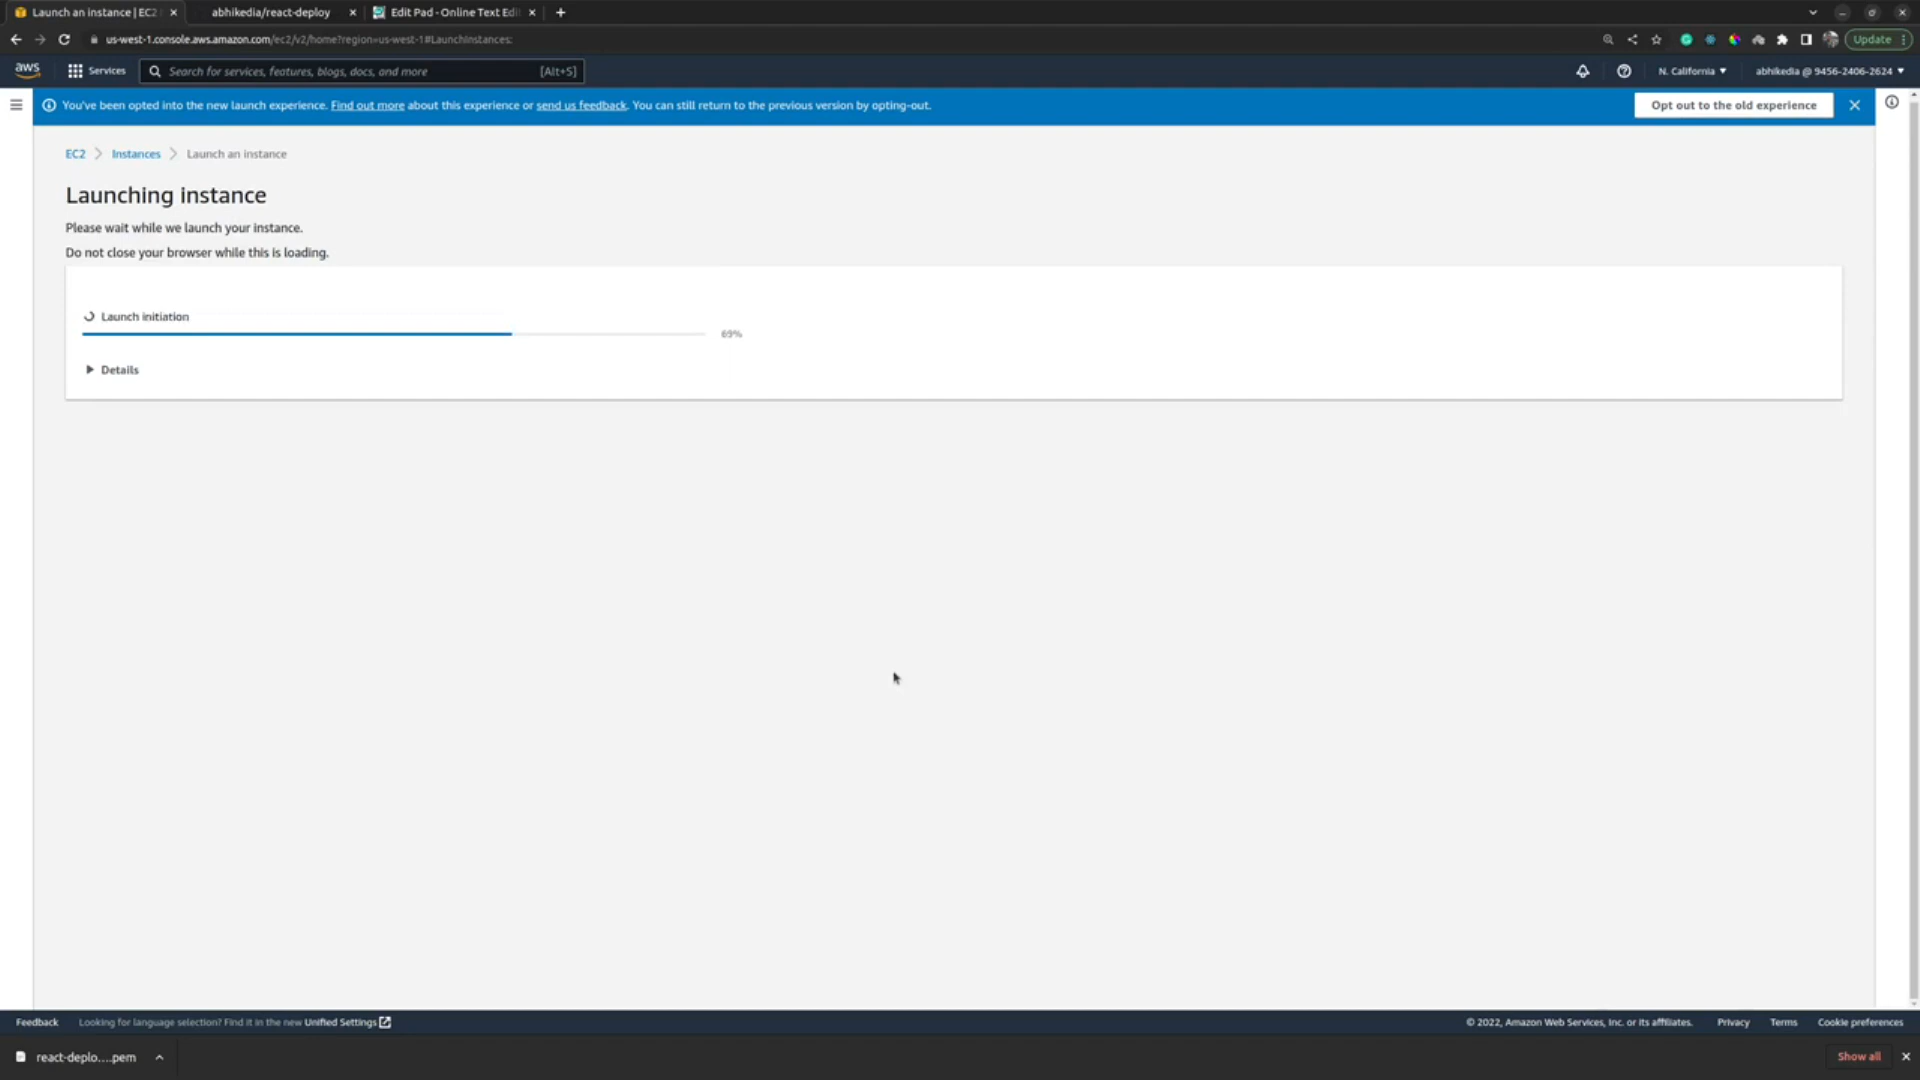 Launch an instance | EC2
abhikedia/react-deploy
Edit Pad - Online Text Edi
us-west-1.console.aws.amazon.com/ec2/v2/home?region=us-west-1#LaunchInstances:
Update
aws
Services
Search for services, features, blogs, docs, and more
[Alt+S]
N. California
abhikedia @ 9456-2406-2624
You've been opted into the new launch experience. Find out more about this experience or send us feedback. You can still return to the previous version by opting-out.
Opt out to the old experience
EC2
Instances
Launch an instance
Launching instance
Please wait while we launch your instance.
Do not close your browser while this is loading.
Launch initiation
69%
Details
Feedback
Looking for language selection? Find it in the new Unified Settings
© 2022, Amazon Web Services, Inc. or its affiliates.
Privacy
Terms
Cookie preferences
react-deplo....pem
Show all